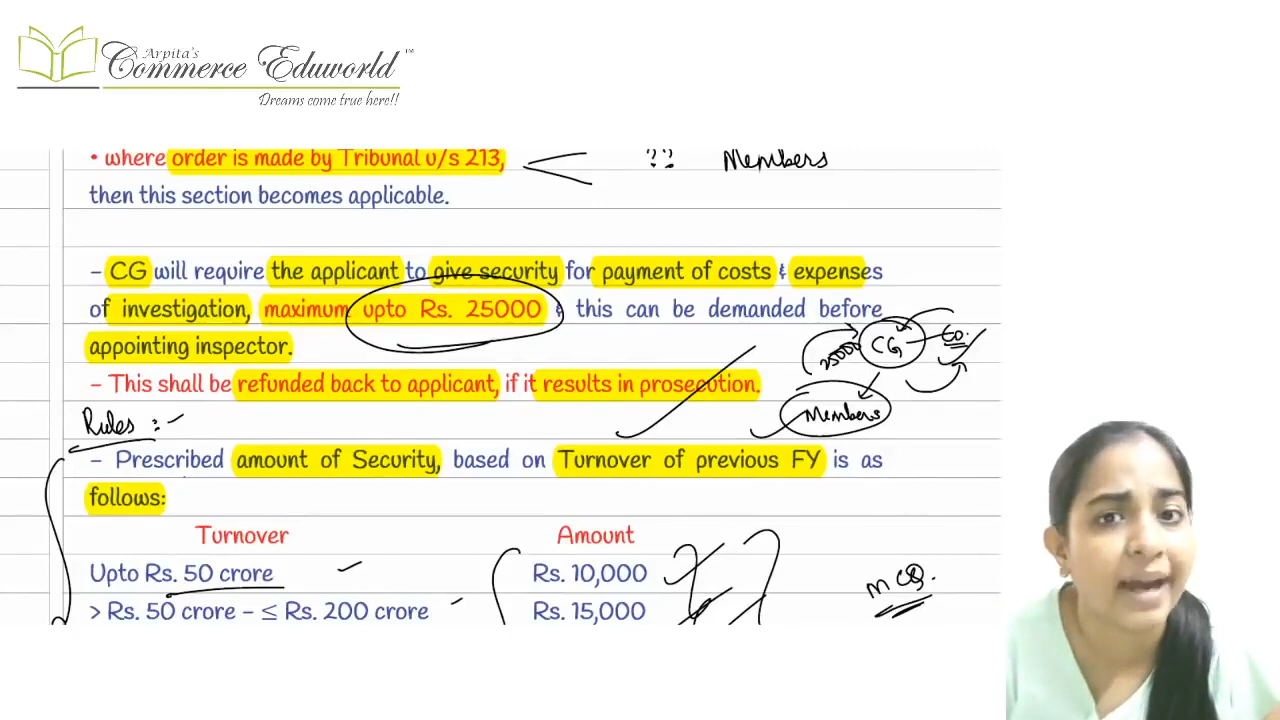 Arpita's
Commerce Eduworld™
Dreams come true here!!
• where order is made by Tribunal u/s 213,
?? Members
then this section becomes applicable.
- CG will require the applicant to give security for payment of costs & expenses
of investigation, maximum upto Rs. 25000 & this can be demanded before
appointing inspector.
25000 CG Co.
- This shall be refunded back to applicant, if it results in prosecution.
Members
Rules :-
- Prescribed amount of Security, based on Turnover of previous FY is as
follows:
Turnover Amount
Upto Rs. 50 crore Rs. 10,000
MCQ.
> Rs. 50 crore - ≤ Rs. 200 crore Rs. 15,000